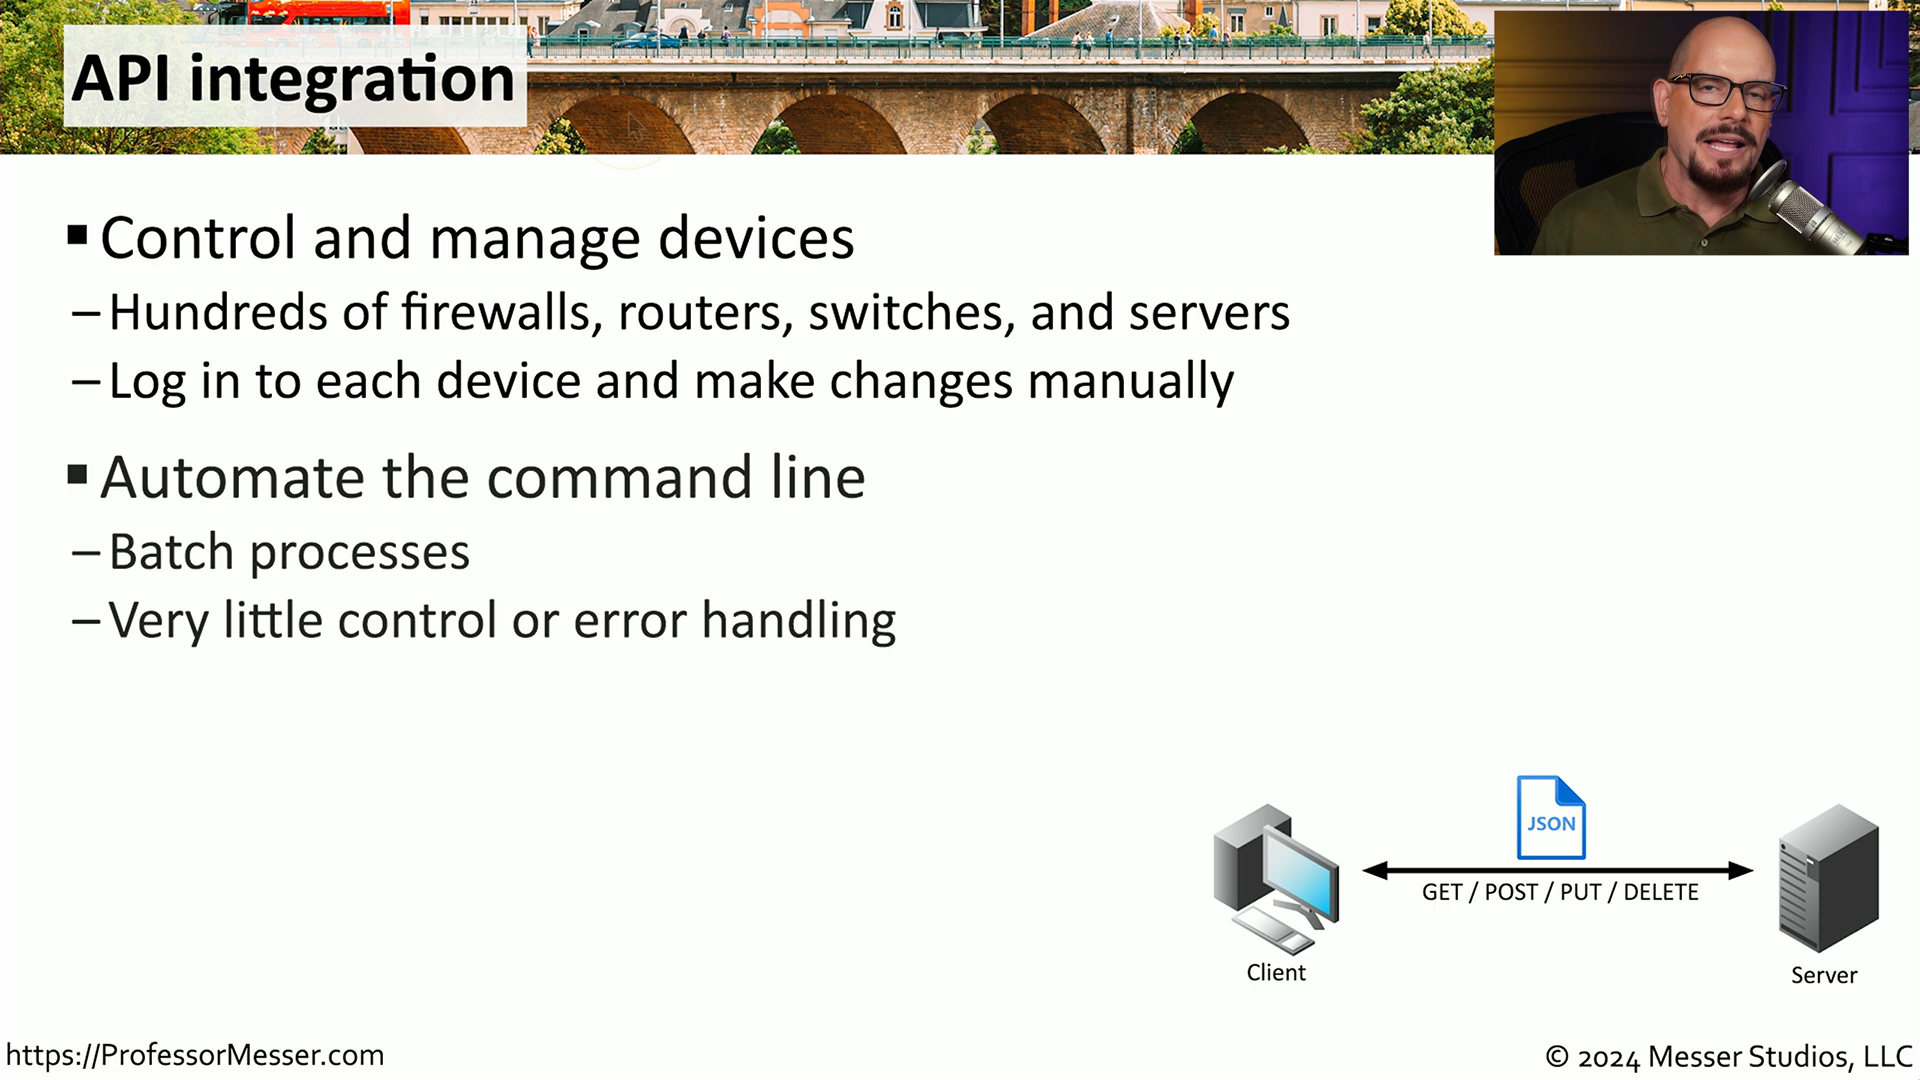 API integration
▪ Control and manage devices
– Hundreds of firewalls, routers, switches, and servers
– Log in to each device and make changes manually
▪ Automate the command line
– Batch processes
– Very little control or error handling
JSON
GET / POST / PUT / DELETE
Client
Server
https://ProfessorMesser.com
© 2024 Messer Studios, LLC